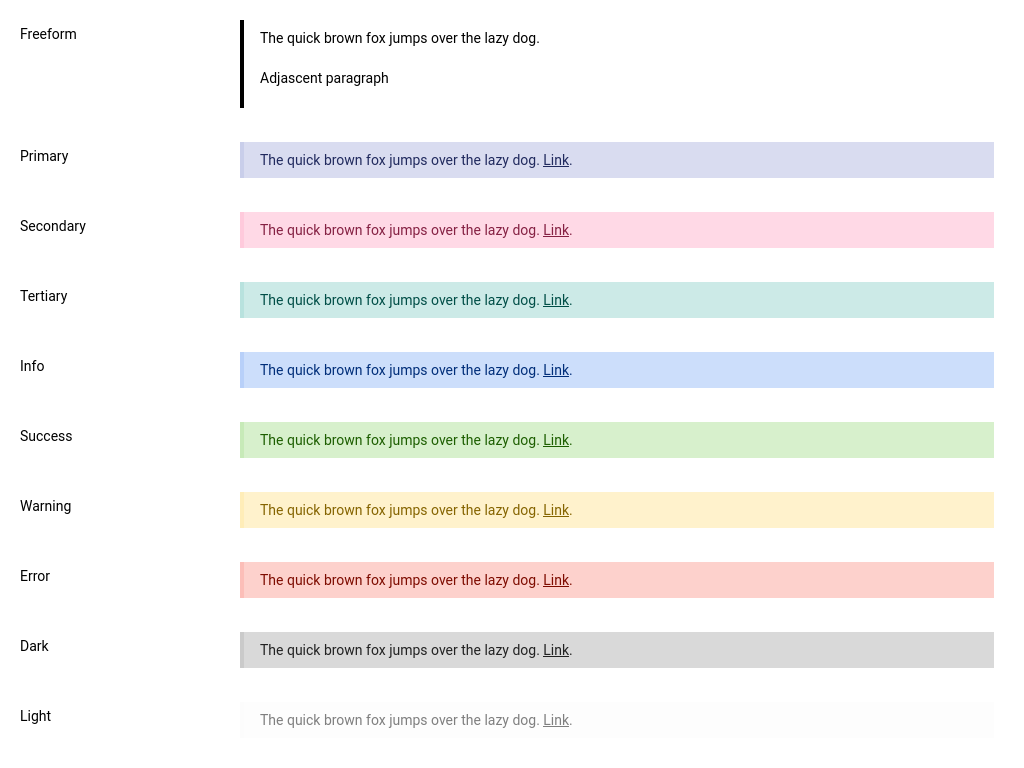 Freeform
The quick brown fox jumps over the lazy dog.
Adjascent paragraph
Primary
The quick brown fox jumps over the lazy dog. Link.
Secondary
The quick brown fox jumps over the lazy dog. Link.
Tertiary
The quick brown fox jumps over the lazy dog. Link.
Info
The quick brown fox jumps over the lazy dog. Link.
Success
The quick brown fox jumps over the lazy dog. Link.
Warning
The quick brown fox jumps over the lazy dog. Link.
Error
The quick brown fox jumps over the lazy dog. Link.
Dark
The quick brown fox jumps over the lazy dog. Link.
Light
The quick brown fox jumps over the lazy dog. Link.